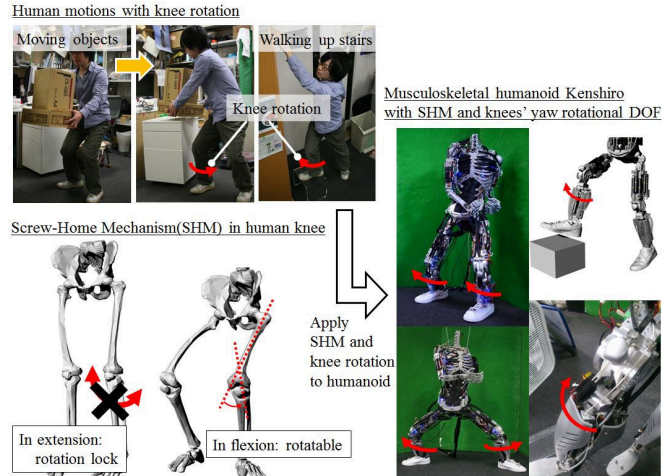 Human motions with knee rotation
Moving objects
Walking up stairs
Knee rotation
Musculoskeletal humanoid Kenshiro
with SHM and knees' yaw rotational DOF
Screw-Home Mechanism(SHM) in human knee
Apply
SHM and
knee rotation
to humanoid
In extension:
rotation lock
In flexion: rotatable